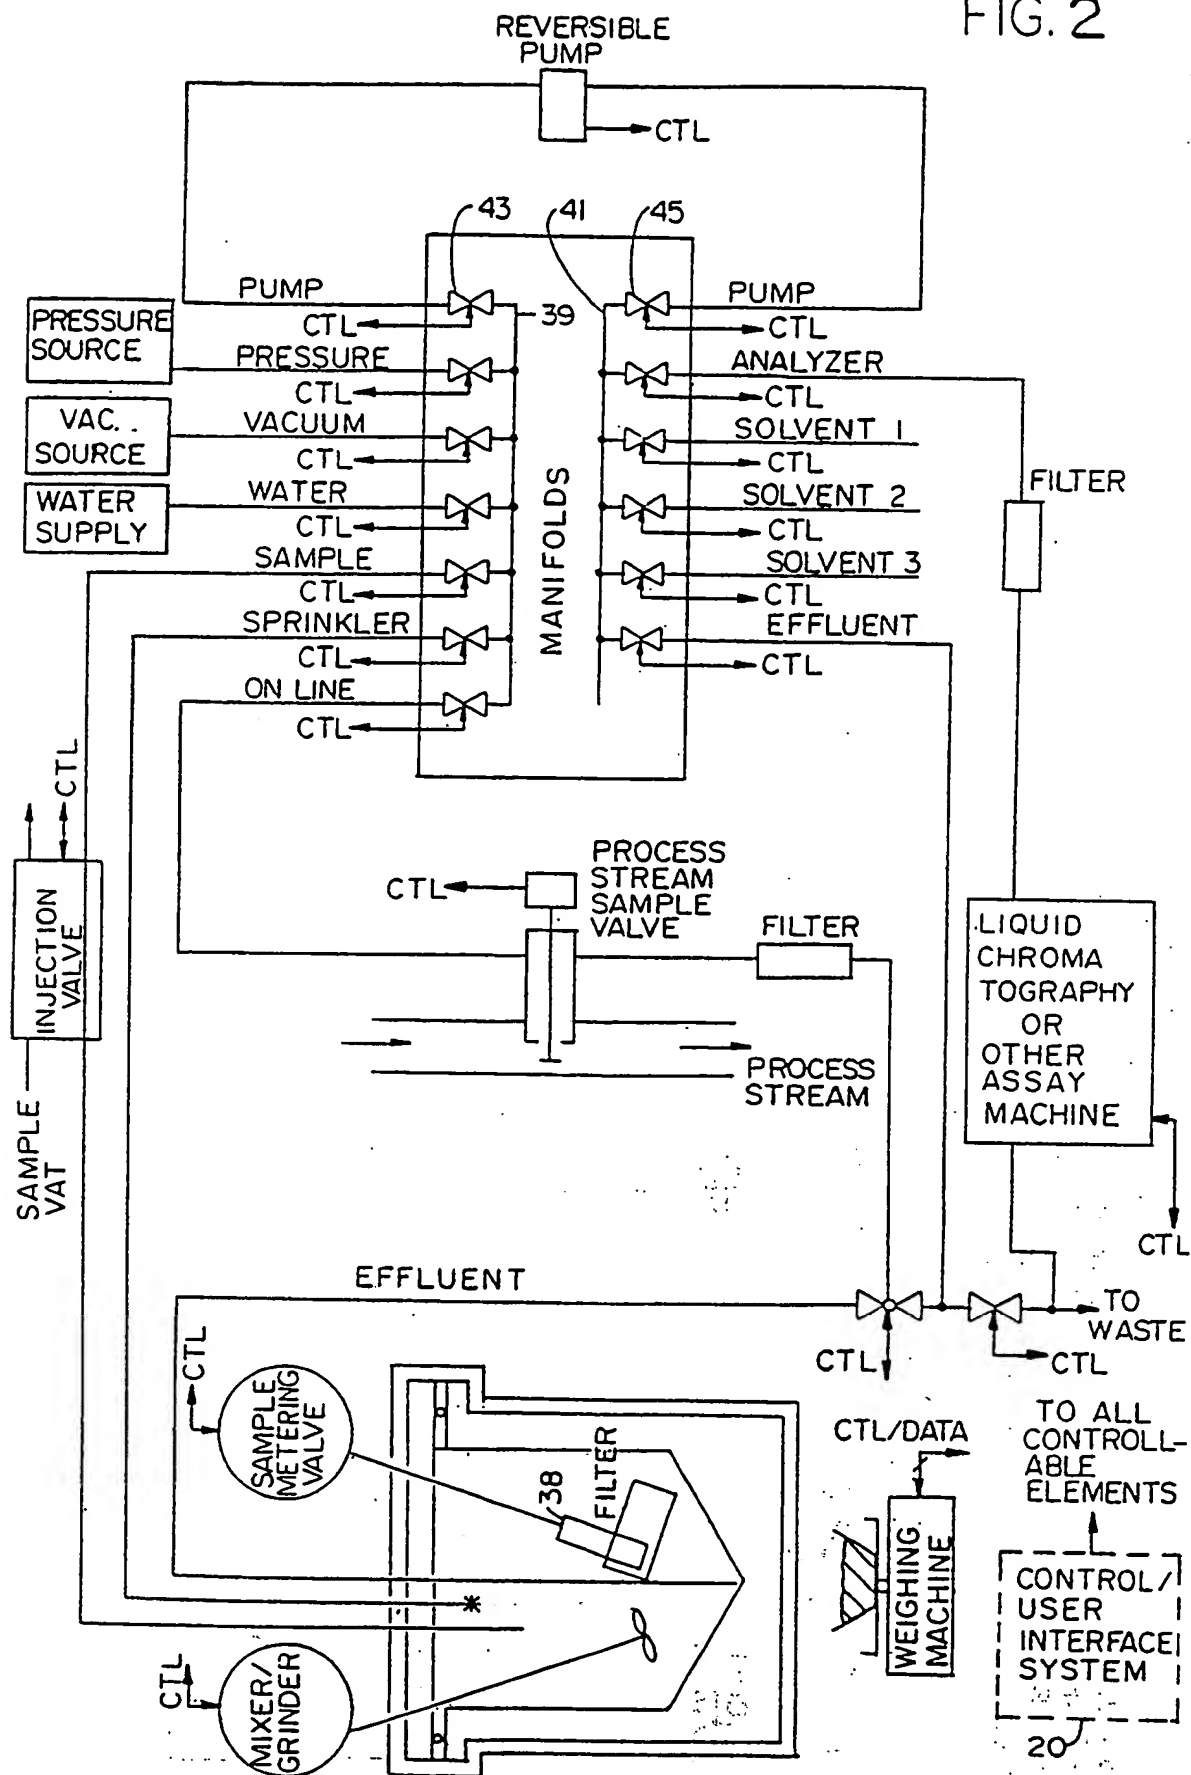 FIG. 2
REVERSIBLE
PUMP
CTL
43
41
45
PUMP
CTL
39
PUMP
CTL
PRESSURE
SOURCE
PRESSURE
CTL
ANALYZER
CTL
VAC.
SOURCE
VACUUM
CTL
SOLVENT 1
CTL
WATER
SUPPLY
WATER
CTL
SOLVENT 2
CTL
MANIFOLDS
FILTER
SAMPLE
CTL
SOLVENT 3
CTL
SPRINKLER
CTL
EFFLUENT
CTL
ON LINE
CTL
CTL
INJECTION
VALVE
SAMPLE
VAT
CTL
PROCESS
STREAM
SAMPLE
VALVE
FILTER
PROCESS
STREAM
LIQUID
CHROMA
TOGRAPHY
OR
OTHER
ASSAY
MACHINE
CTL
EFFLUENT
CTL
TO
WASTE
CTL
CTL
SAMPLE
METERING
VALVE
38
FILTER
CTL
MIXER/
GRINDER
CTL/DATA
WEIGHING
MACHINE
TO ALL
CONTROLL-
ABLE
ELEMENTS
CONTROL/
USER
INTERFACE
SYSTEM
20